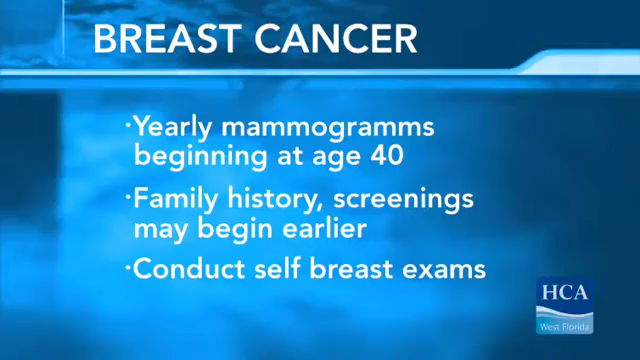 BREAST CANCER
·Yearly mammogramms
beginning at age 40
·Family history, screenings
may begin earlier
·Conduct self breast exams
HCA
West Florida